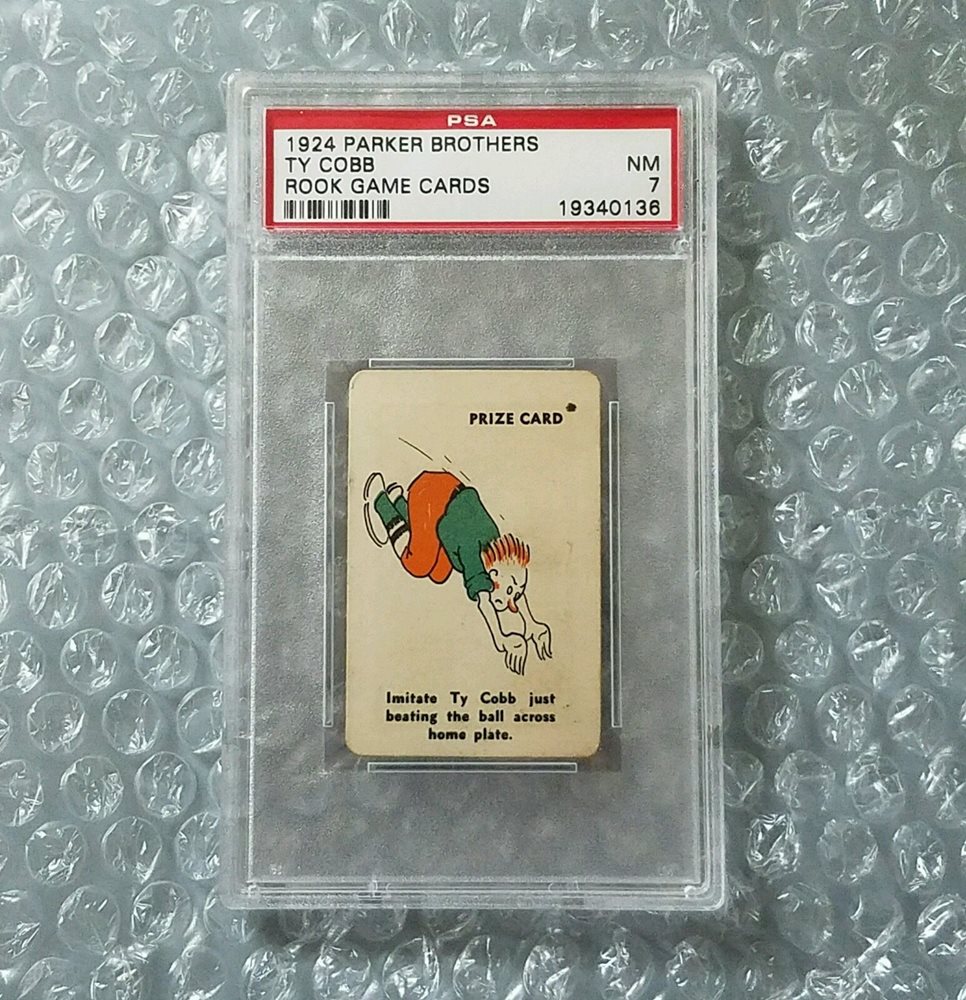 PSA
1924 PARKER BROTHERS
TY COBB NM
ROOK GAME CARDS 7
19340136
PRIZE CARD
Imitate Ty Cobb just
beating the ball across
home plate.